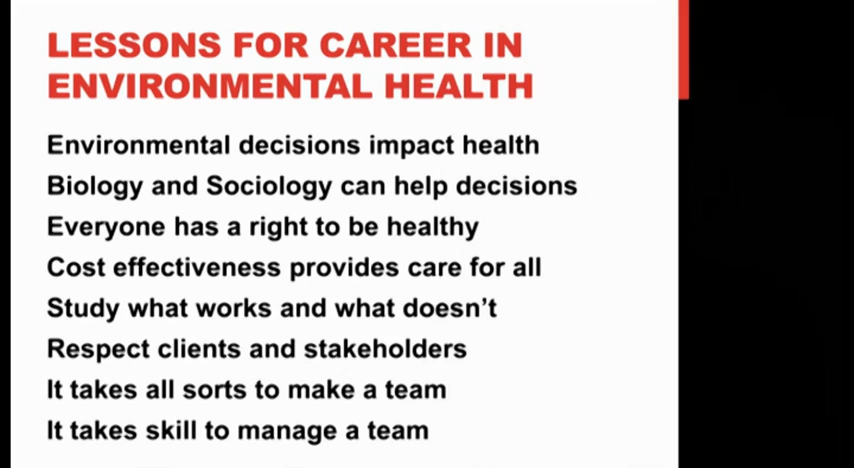 LESSONS FOR CAREER IN
ENVIRONMENTAL HEALTH
Environmental decisions impact health
Biology and Sociology can help decisions
Everyone has a right to be healthy
Cost effectiveness provides care for all
Study what works and what doesn’t
Respect clients and stakeholders
It takes all sorts to make a team
It takes skill to manage a team